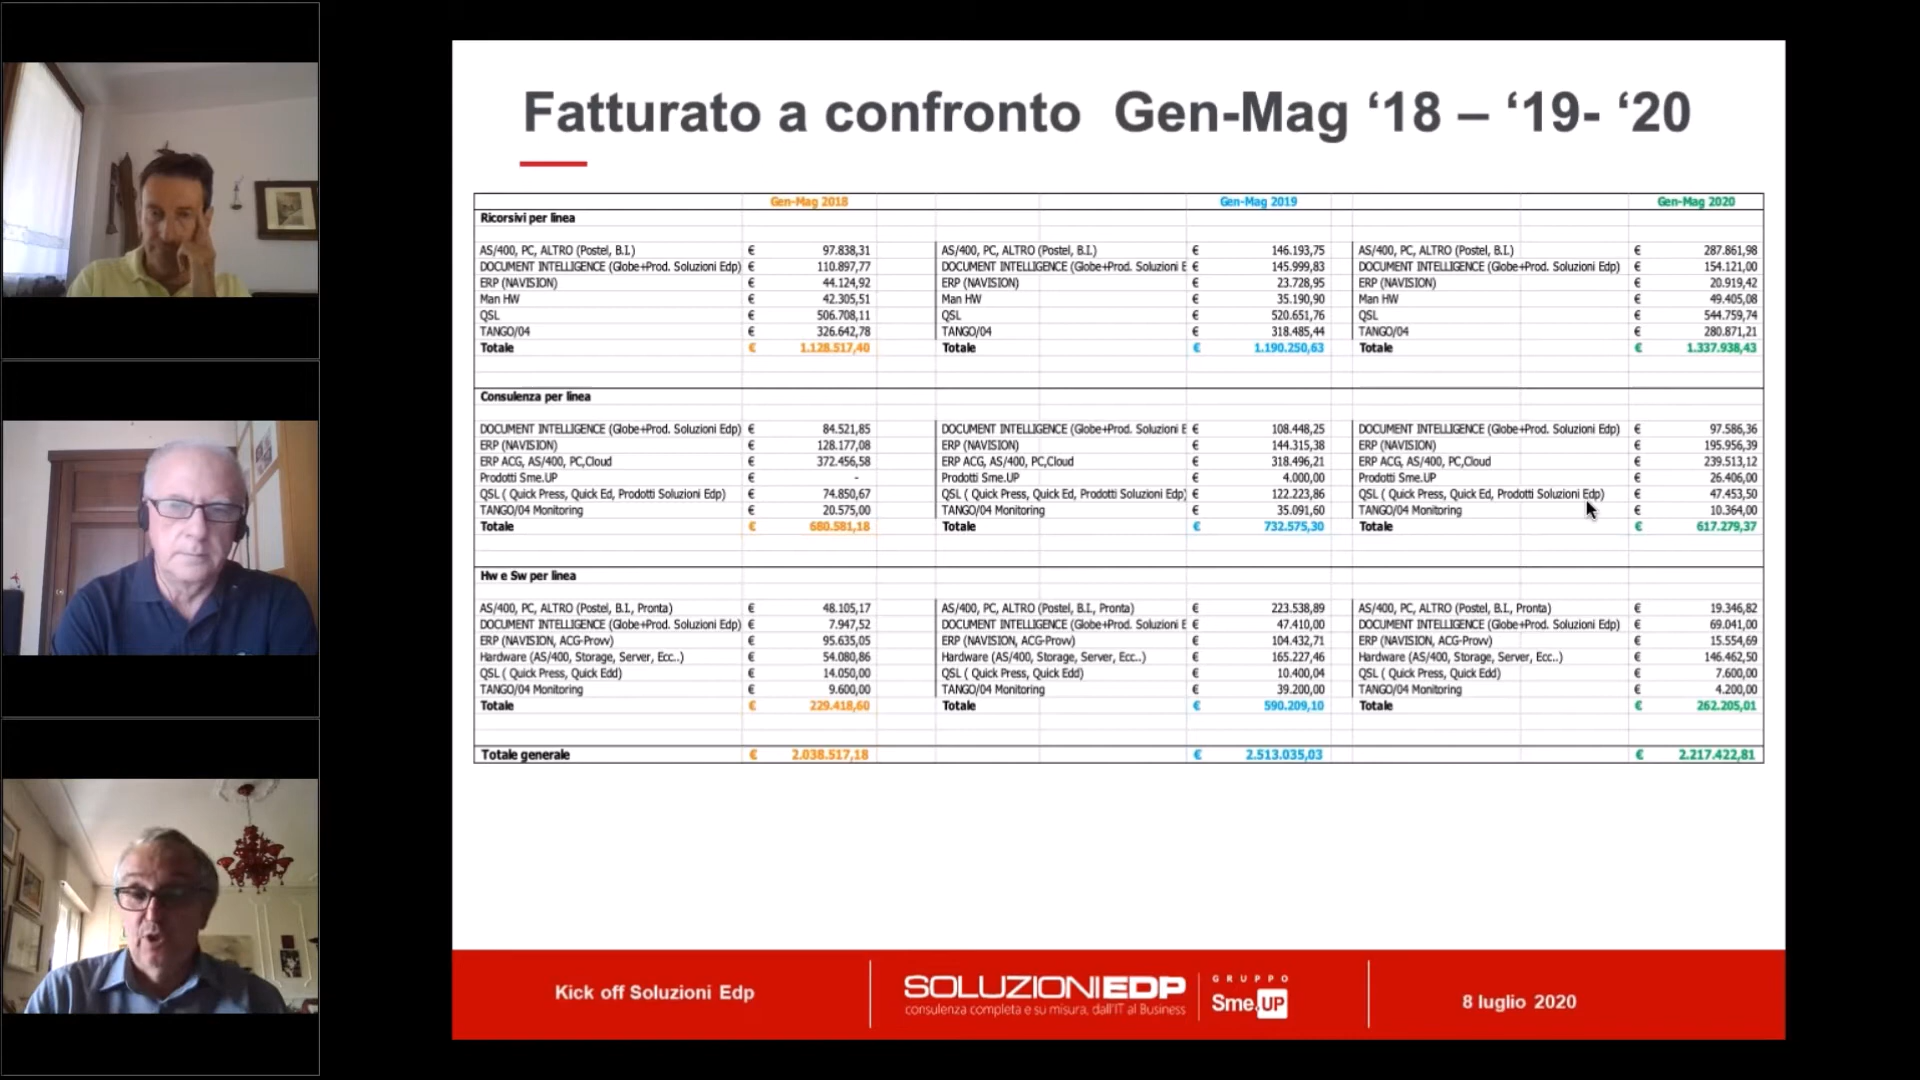 Fatturato a confronto Gen-Mag ‘18 – ‘19- ‘20
Gen-Mag 2018 Gen-Mag 2019 Gen-Mag 2020
Ricorsivi per linea
AS/400, PC, ALTRO (Postel, B.I.) € 97.838,31 AS/400, PC, ALTRO (Postel, B.I.) € 146.193,75 AS/400, PC, ALTRO (Postel, B.I.) € 287.861,98
DOCUMENT INTELLIGENCE (Globe+Prod. Soluzioni Edp) € 110.897,77 DOCUMENT INTELLIGENCE (Globe+Prod. Soluzioni E € 145.999,83 DOCUMENT INTELLIGENCE (Globe+Prod. Soluzioni Edp) € 154.121,00
ERP (NAVISION) € 44.124,92 ERP (NAVISION) € 23.728,95 ERP (NAVISION) € 20.919,42
Man HW € 42.305,51 Man HW € 35.190,90 Man HW € 49.405,08
QSL € 506.708,11 QSL € 520.651,76 QSL € 544.759,74
TANGO/04 € 326.642,78 TANGO/04 € 318.485,44 TANGO/04 € 280.871,21
Totale € 1.128.517,40 Totale € 1.190.250,63 Totale € 1.337.938,43
Consulenza per linea
DOCUMENT INTELLIGENCE (Globe+Prod. Soluzioni Edp) € 84.521,85 DOCUMENT INTELLIGENCE (Globe+Prod. Soluzioni E € 108.448,25 DOCUMENT INTELLIGENCE (Globe+Prod. Soluzioni Edp) € 97.586,36
ERP (NAVISION) € 128.177,08 ERP (NAVISION) € 144.315,38 ERP (NAVISION) € 195.956,39
ERP ACG, AS/400, PC,Cloud € 372.456,58 ERP ACG, AS/400, PC,Cloud € 318.496,21 ERP ACG, AS/400, PC,Cloud € 239.513,12
Prodotti Sme.UP € - Prodotti Sme.UP € 4.000,00 Prodotti Sme.UP € 26.406,00
QSL ( Quick Press, Quick Ed, Prodotti Soluzioni Edp) € 74.850,67 QSL ( Quick Press, Quick Ed, Prodotti Soluzioni Edp) € 122.223,86 QSL ( Quick Press, Quick Ed, Prodotti Soluzioni Edp) € 47.453,50
TANGO/04 Monitoring € 20.575,00 TANGO/04 Monitoring € 35.091,60 TANGO/04 Monitoring € 10.364,00
Totale € 680.581,18 Totale € 732.575,30 Totale € 617.279,37
Hw e Sw per linea
AS/400, PC, ALTRO (Postel, B.I., Pronta) € 48.105,17 AS/400, PC, ALTRO (Postel, B.I., Pronta) € 223.538,89 AS/400, PC, ALTRO (Postel, B.I., Pronta) € 19.346,82
DOCUMENT INTELLIGENCE (Globe+Prod. Soluzioni Edp) € 7.947,52 DOCUMENT INTELLIGENCE (Globe+Prod. Soluzioni E € 47.410,00 DOCUMENT INTELLIGENCE (Globe+Prod. Soluzioni Edp) € 69.041,00
ERP (NAVISION, ACG-Provv) € 95.635,05 ERP (NAVISION, ACG-Provv) € 104.432,71 ERP (NAVISION, ACG-Provv) € 15.554,69
Hardware (AS/400, Storage, Server, Ecc..) € 54.080,86 Hardware (AS/400, Storage, Server, Ecc..) € 165.227,46 Hardware (AS/400, Storage, Server, Ecc..) € 146.462,50
QSL ( Quick Press, Quick Edd) € 14.050,00 QSL ( Quick Press, Quick Edd) € 10.400,04 QSL ( Quick Press, Quick Edd) € 7.600,00
TANGO/04 Monitoring € 9.600,00 TANGO/04 Monitoring € 39.200,00 TANGO/04 Monitoring € 4.200,00
Totale € 229.418,60 Totale € 590.209,10 Totale € 262.205,01
Totale generale € 2.038.517,18 € 2.513.035,03 € 2.217.422,81
Kick off Soluzioni Edp
SOLUZIONIEDP
consulenza completa e su misura, dall'IT al Business
GRUPPO
Sme.UP
8 luglio 2020